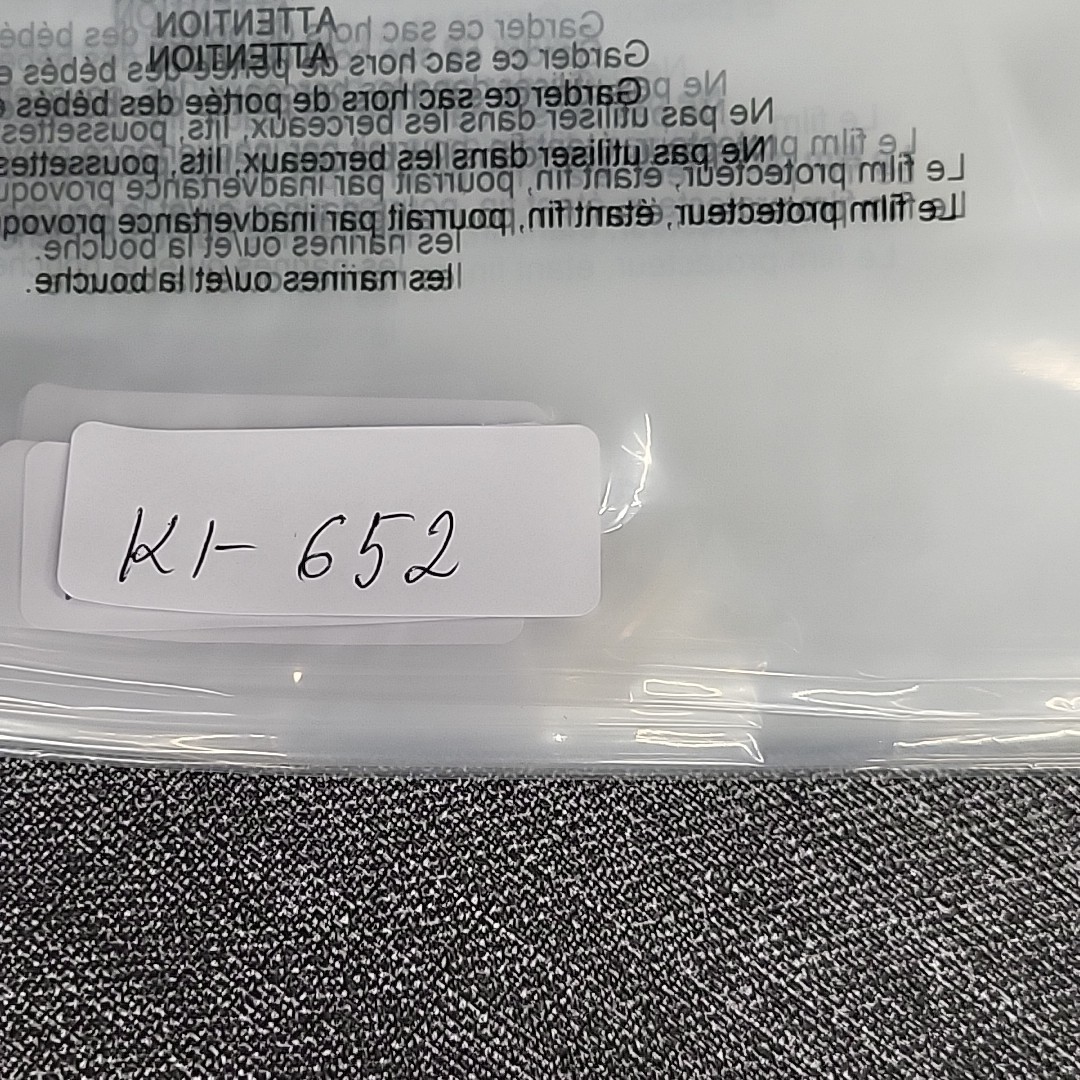 ATTENTION
Garder ce sac hors de portée des bébés
Ne pas utiliser dans les berceaux, lits, poussettes
Le film protecteur, étant fin, pourrait par inadvertance
les narines ou/et la bouche.
K1-652